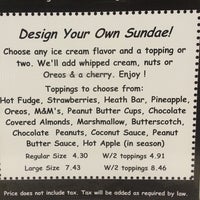 Design Your Own Sundae!
Choose any ice cream flavor and a topping or
two. We'll add whipped cream, nuts or
Oreos & a cherry. Enjoy !
Toppings to choose from:
Hot Fudge, Strawberries, Heath Bar, Pineapple,
Oreos, M&M's, Peanut Butter Cups, Chocolate
Covered Almonds, Marshmallow, Butterscotch,
Chocolate Peanuts, Coconut Sauce, Peanut
Butter Sauce, Hot Apple (in season)
Regular Size 4.30 W/2 toppings 4.91
Large Size 7.43 W/2 toppings 8.46
Price does not include tax. Tax will be added as required by law.